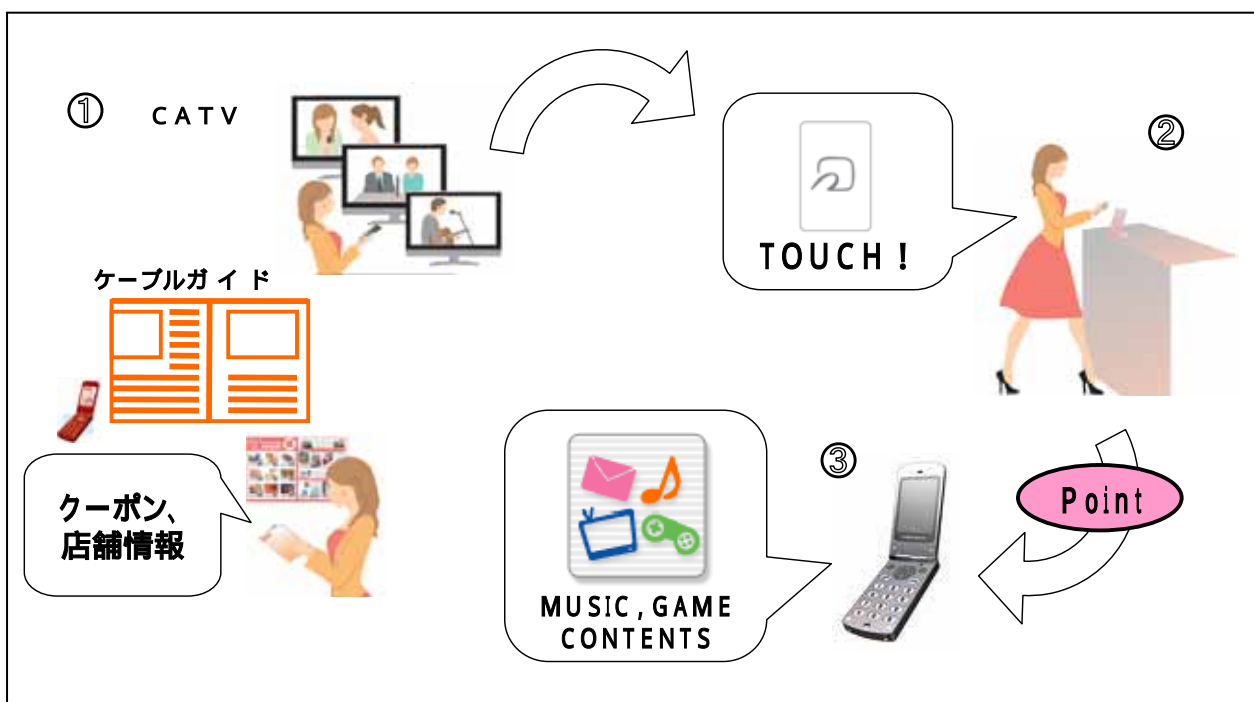 ① CATV
ケーブルガイド
クーポン、
店舗情報
TOUCH!
②
③
MUSIC,GAME
CONTENTS
Point